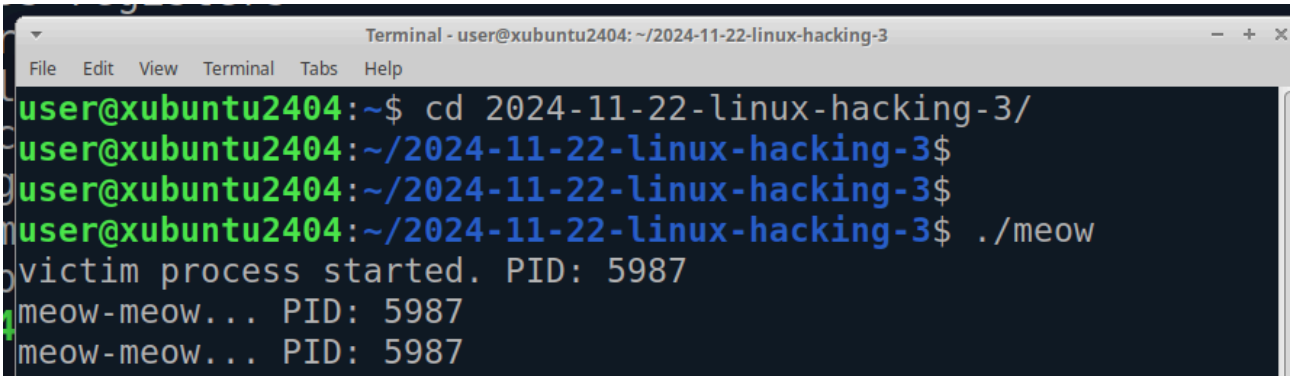 Terminal - user@xubuntu2404: ~/2024-11-22-linux-hacking-3
File Edit View Terminal Tabs Help
user@xubuntu2404:~$ cd 2024-11-22-linux-hacking-3/
user@xubuntu2404:~/2024-11-22-linux-hacking-3$
user@xubuntu2404:~/2024-11-22-linux-hacking-3$
user@xubuntu2404:~/2024-11-22-linux-hacking-3$ ./meow
victim process started. PID: 5987
meow-meow... PID: 5987
meow-meow... PID: 5987